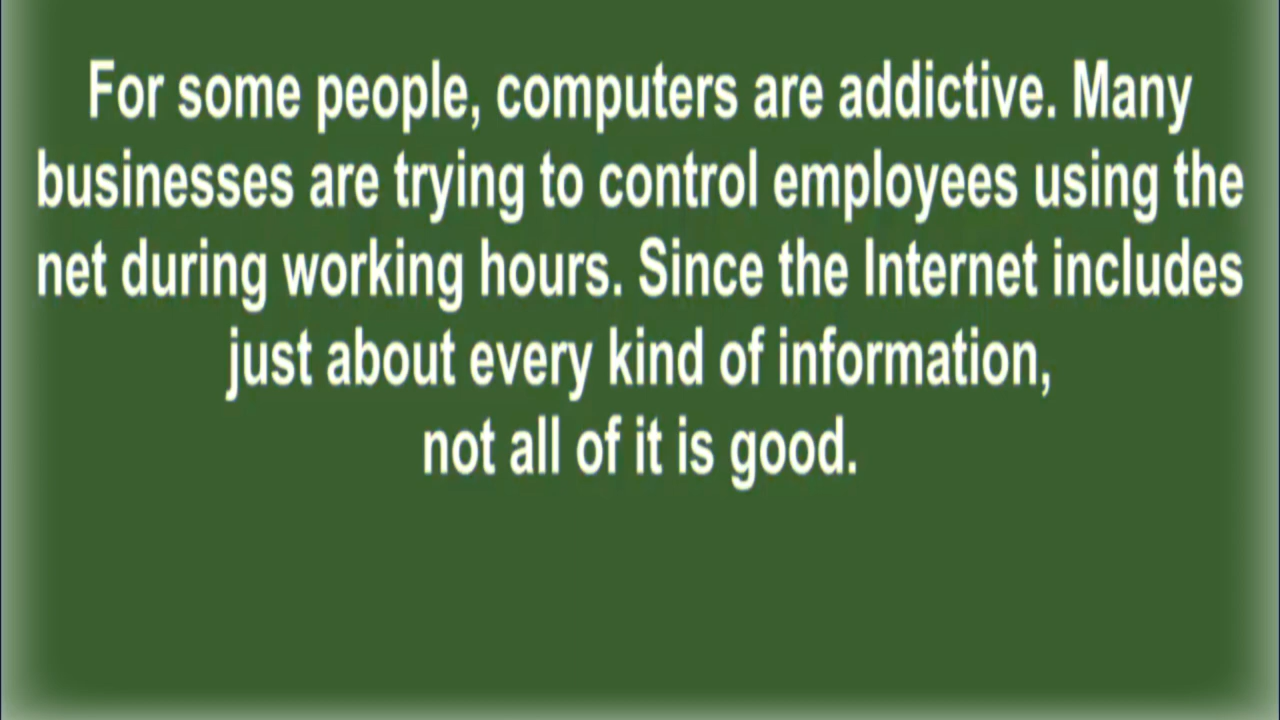 For some people, computers are addictive. Many
businesses are trying to control employees using the
net during working hours. Since the Internet includes
just about every kind of information,
not all of it is good.